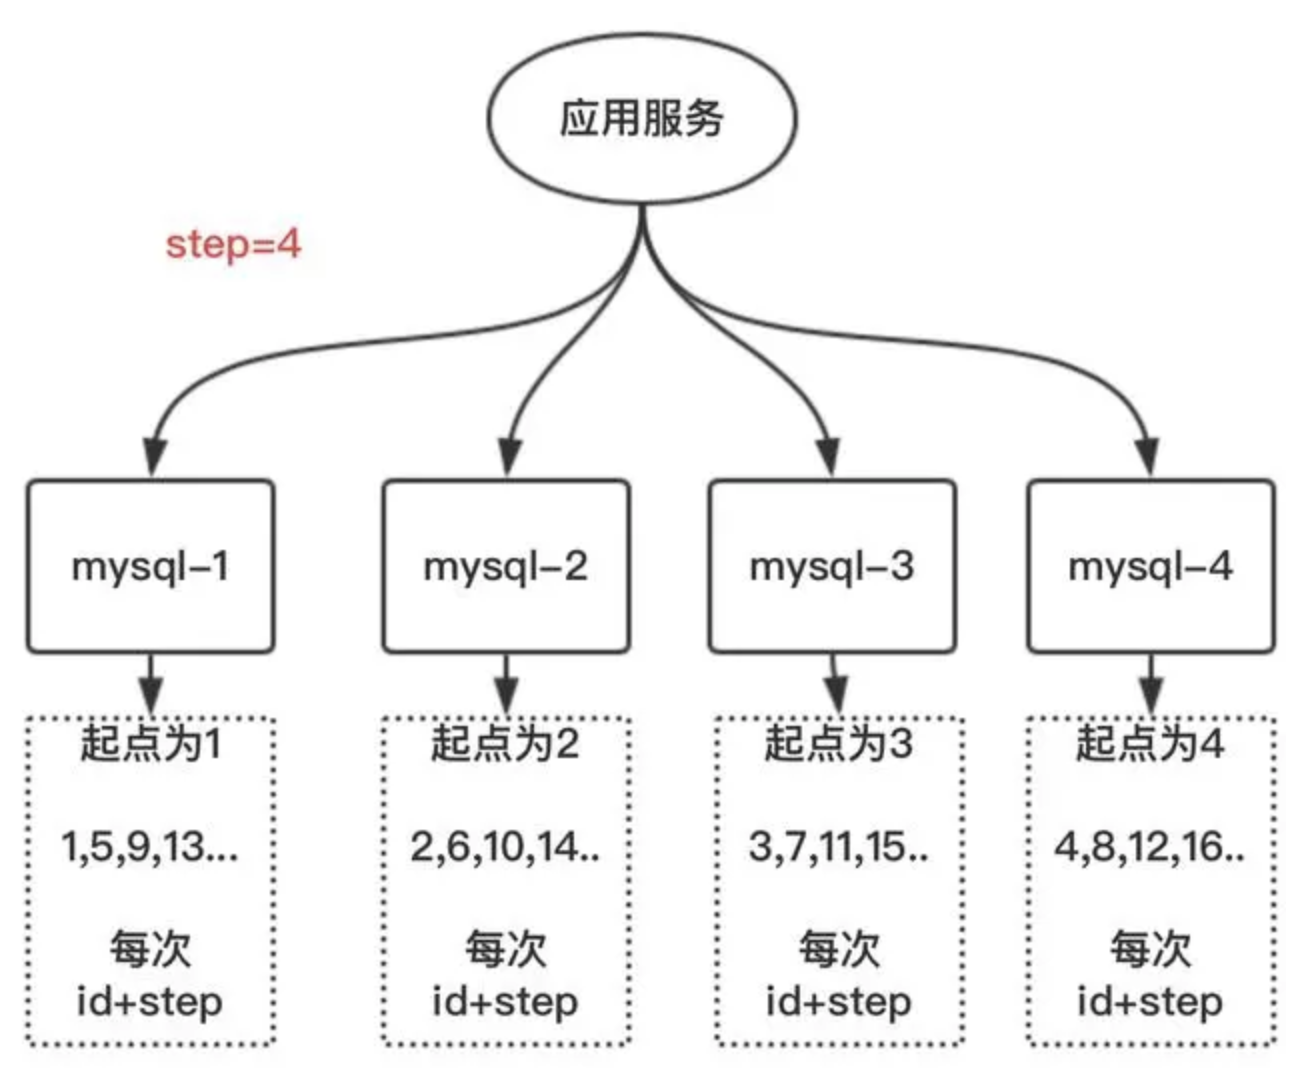 应用服务
step=4
mysql-1
mysql-2
mysql-3
mysql-4
起点为1
1,5,9,13...
每次
id+step
起点为2
2,6,10,14..
每次
id+step
起点为3
3,7,11,15..
每次
id+step
起点为4
4,8,12,16..
每次
id+step